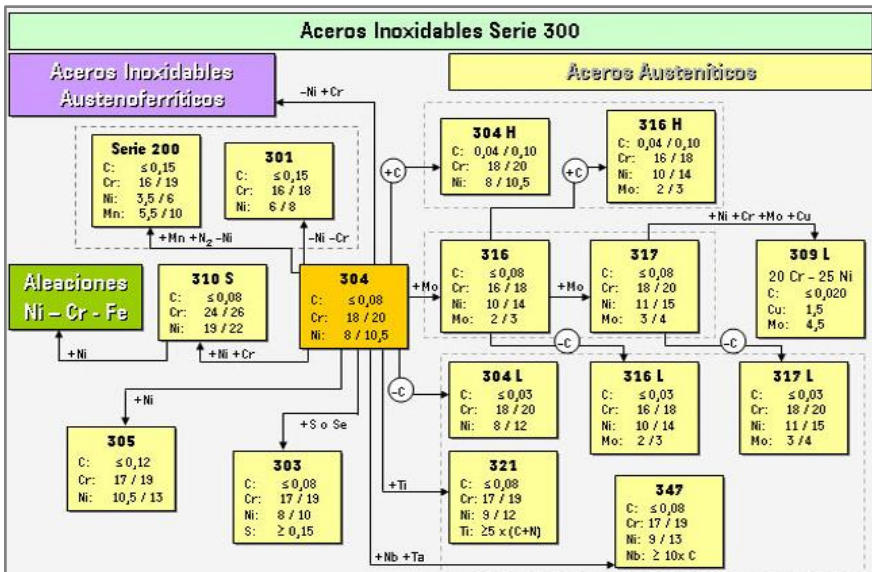 Aceros Inoxidables Serie 300
Aceros Inoxidables
Austenoferríticos
Aceros Austeníticos
-Ni +Cr
Serie 200
C: ≤0,15
Cr: 16 / 19
Ni: 3,5 / 6
Mn: 5,5 / 10
301
C: ≤0,15
Cr: 16 / 18
Ni: 6 / 8
304 H
C: 0,04 / 0,10
Cr: 18 / 20
Ni: 8 / 10,5
316 H
C: 0,04 / 0,10
Cr: 16 / 18
Ni: 10 / 14
Mo: 2 / 3
+C
+C
+Mn +N₂ -Ni
-Ni -Cr
+Ni +Cr +Mo +Cu
Aleaciones
Ni – Cr - Fe
310 S
C: ≤0,08
Cr: 24 / 26
Ni: 19 / 22
304
C: ≤0,08
Cr: 18 / 20
Ni: 8 / 10,5
+Mo
316
C: ≤0,08
Cr: 16 / 18
Ni: 10 / 14
Mo: 2 / 3
+Mo
317
C: ≤0,08
Cr: 18 / 20
Ni: 11 / 15
Mo: 3 / 4
309 L
20 Cr – 25 Ni
C: ≤0,020
Cu: 1,5
Mo: 4,5
+Ni
+Ni +Cr
-C
-C
-C
+Ni
+S o Se
304 L
C: ≤0,03
Cr: 18 / 20
Ni: 8 / 12
316 L
C: ≤0,03
Cr: 16 / 18
Ni: 10 / 14
Mo: 2 / 3
317 L
C: ≤0,03
Cr: 18 / 20
Ni: 11 / 15
Mo: 3 / 4
305
C: ≤0,12
Cr: 17 / 19
Ni: 10,5 / 13
303
C: ≤0,08
Cr: 17 / 19
Ni: 8 / 10
S: ≥ 0,15
+Ti
321
C: ≤0,08
Cr: 17 / 19
Ni: 9 / 12
Ti: ≥5 x (C+N)
347
C: ≤0,08
Cr: 17 / 19
Ni: 9 / 13
Nb: ≥ 10x C
+Nb +Ta